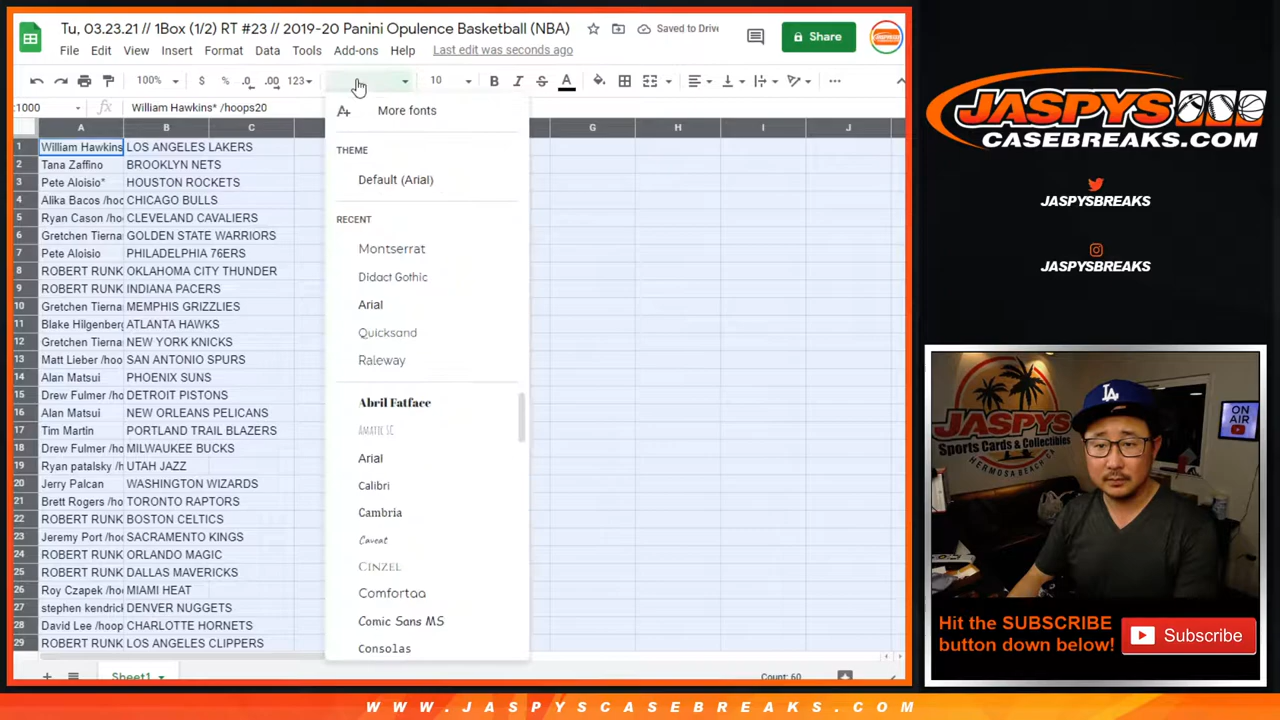 Tu, 03.23.21 // 1Box (1/2) RT #23 // 2019-20 Panini Opulence Basketball (NBA)
Saved to Drive
File Edit View Insert Format Data Tools Add-ons Help Last edit was seconds ago
Share
100% $ % .0 .00 123 10 B I S A
:1000 fx William Hawkins* /hoops20
More fonts
THEME
Default (Arial)
RECENT
Montserrat
Didact Gothic
Arial
Quicksand
Raleway
Abril Fatface
Amatic SC
Arial
Calibri
Cambria
Caveat
Cinzel
Comfortaa
Comic Sans MS
Consolas
A B C G H I J
1 William Hawkins LOS ANGELES LAKERS
2 Tana Zaffino BROOKLYN NETS
3 Pete Aloisio* HOUSTON ROCKETS
4 Alika Bacos /hoo CHICAGO BULLS
5 Ryan Cason /hoo CLEVELAND CAVALIERS
6 Gretchen Tiernan GOLDEN STATE WARRIORS
7 Pete Aloisio PHILADELPHIA 76ERS
8 ROBERT RUNK OKLAHOMA CITY THUNDER
9 ROBERT RUNK INDIANA PACERS
10 Gretchen Tiernan MEMPHIS GRIZZLIES
11 Blake Hilgenberg ATLANTA HAWKS
12 Gretchen Tiernan NEW YORK KNICKS
13 Matt Lieber /hoo SAN ANTONIO SPURS
14 Alan Matsui PHOENIX SUNS
15 Drew Fulmer /ho DETROIT PISTONS
16 Alan Matsui NEW ORLEANS PELICANS
17 Tim Martin PORTLAND TRAIL BLAZERS
18 Drew Fulmer /ho MILWAUKEE BUCKS
19 Ryan patalsky /h UTAH JAZZ
20 Jerry Palcan WASHINGTON WIZARDS
21 Brett Rogers /ho TORONTO RAPTORS
22 ROBERT RUNK BOSTON CELTICS
23 Jeremy Port /hoo SACRAMENTO KINGS
24 ROBERT RUNK ORLANDO MAGIC
25 ROBERT RUNK DALLAS MAVERICKS
26 Roy Czapek /hoo MIAMI HEAT
27 stephen kendrick DENVER NUGGETS
28 David Lee /hoop CHARLOTTE HORNETS
29 ROBERT RUNK LOS ANGELES CLIPPERS
Sheet1
Count: 60
JASPYS
CASEBREAKS.COM
JASPYSBREAKS
JASPYSBREAKS
JASPYS
Sports Cards & Collectibles
HERMOSA BEACH CA
LA
ON AIR
Hit the SUBSCRIBE
button down below!
Subscribe
WWW.JASPYSCASEBREAKS.COM